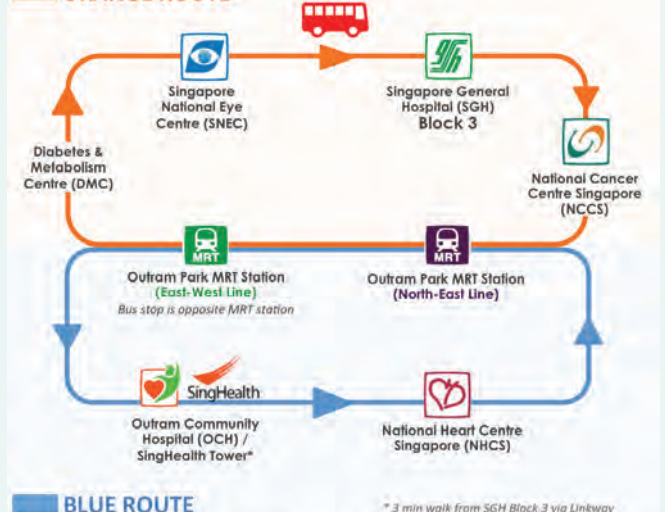 ORANGE ROUTE
Singapore
National Eye
Centre (SNEC)
Singapore General
Hospital (SGH)
Block 3
Diabetes &
Metabolism
Centre (DMC)
National Cancer
Centre Singapore
(NCCS)
MRT
MRT
Outram Park MRT Station
(East-West Line)
Bus stop is opposite MRT station
Outram Park MRT Station
(North-East Line)
SingHealth
Outram Community
Hospital (OCH) /
SingHealth Tower*
National Heart Centre
Singapore (NHCS)
BLUE ROUTE
* 3 min walk from SGH Block 3 via Linkway